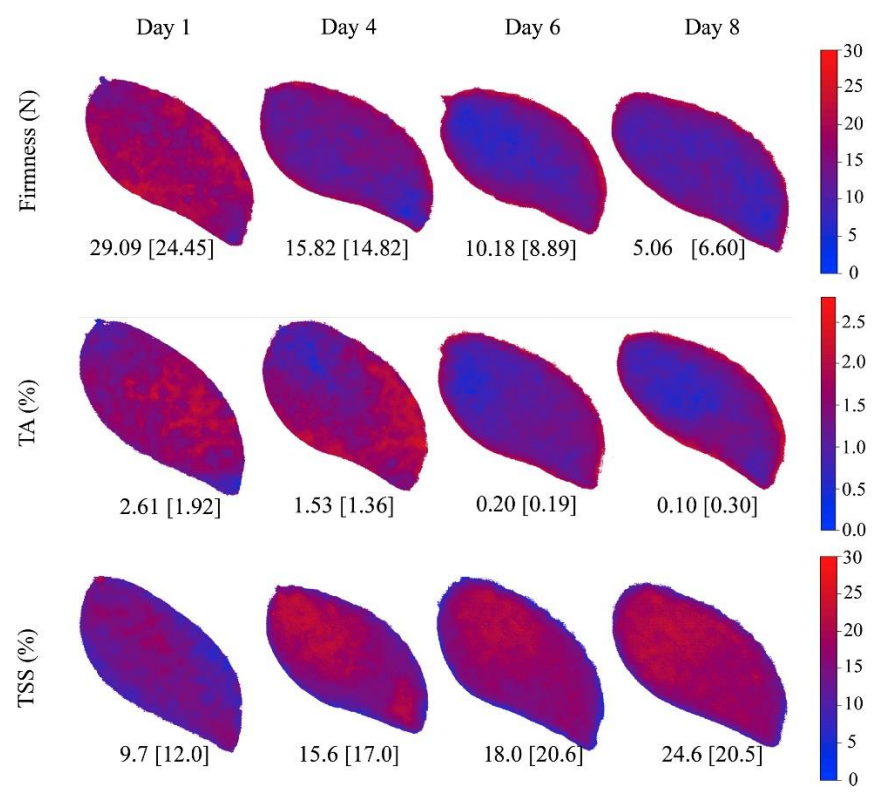 Day 1 Day 4 Day 6 Day 8
Firmness (N)
30
25
20
15
10
5
0
29.09 [24.45] 15.82 [14.82] 10.18 [8.89] 5.06 [6.60]
TA (%)
2.5
2.0
1.5
1.0
0.5
0.0
2.61 [1.92] 1.53 [1.36] 0.20 [0.19] 0.10 [0.30]
TSS (%)
30
25
20
15
10
5
0
9.7 [12.0] 15.6 [17.0] 18.0 [20.6] 24.6 [20.5]